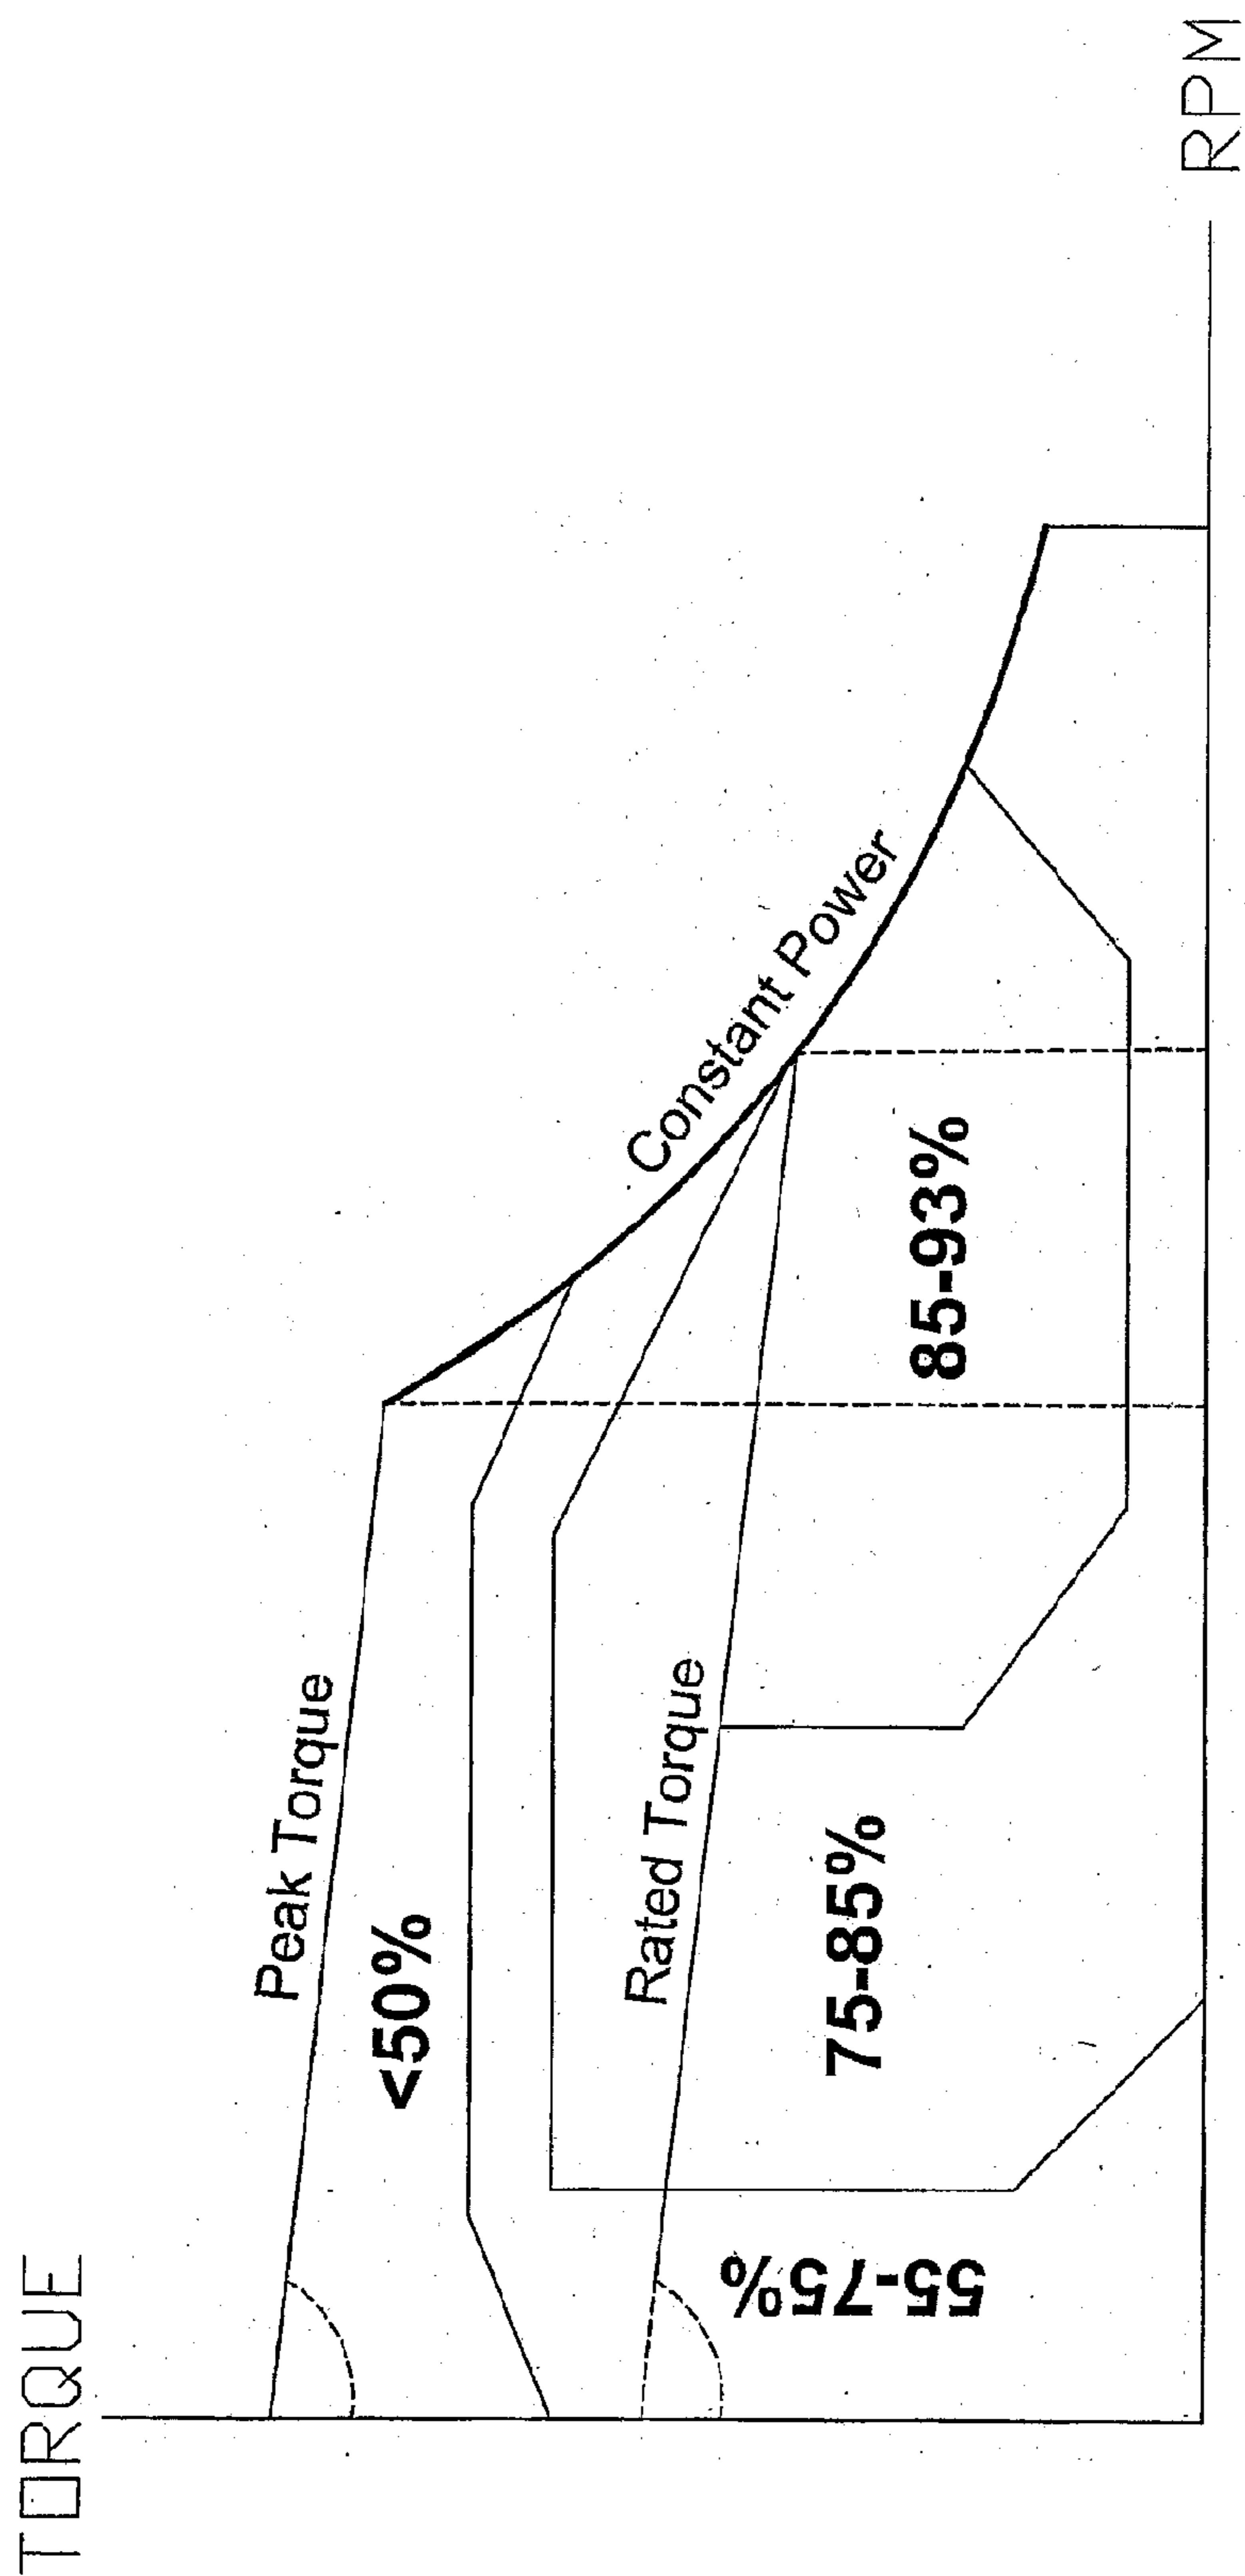 TORQUE
Peak Torque
<50%
Constant Power
Rated Torque
75-85%
85-93%
55-75%
RPM